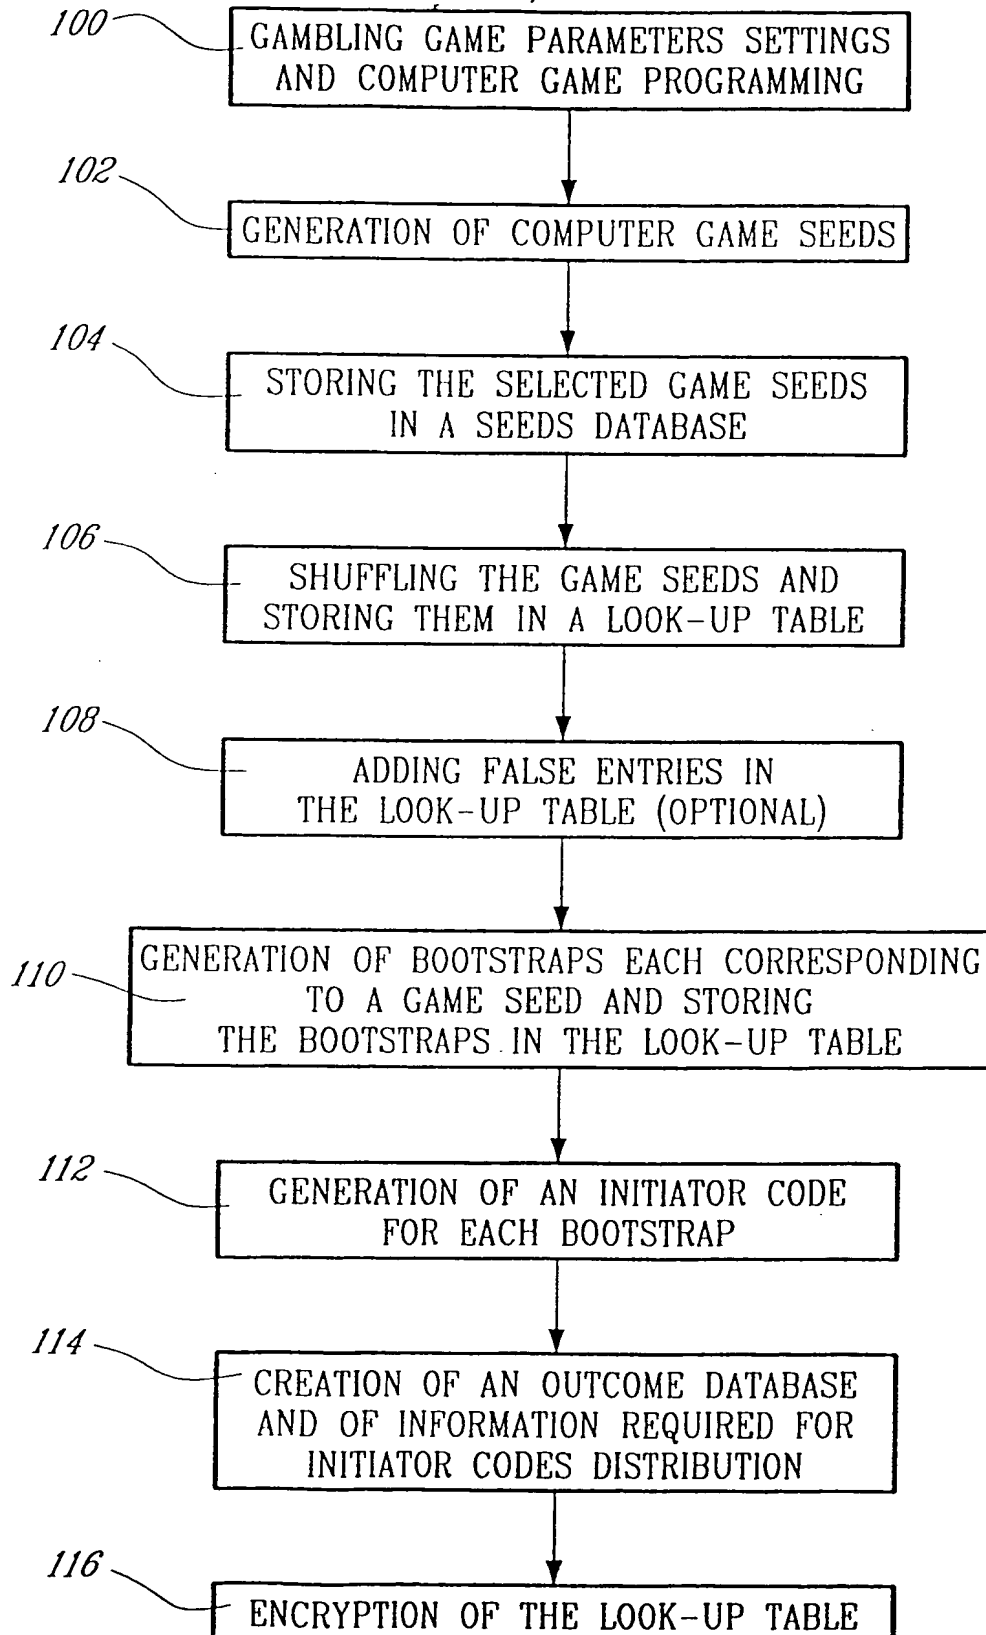 100
GAMBLING GAME PARAMETERS SETTINGS
AND COMPUTER GAME PROGRAMMING
102
GENERATION OF COMPUTER GAME SEEDS
104
STORING THE SELECTED GAME SEEDS
IN A SEEDS DATABASE
106
SHUFFLING THE GAME SEEDS AND
STORING THEM IN A LOOK-UP TABLE
108
ADDING FALSE ENTRIES IN
THE LOOK-UP TABLE (OPTIONAL)
110
GENERATION OF BOOTSTRAPS EACH CORRESPONDING
TO A GAME SEED AND STORING
THE BOOTSTRAPS IN THE LOOK-UP TABLE
112
GENERATION OF AN INITIATOR CODE
FOR EACH BOOTSTRAP
114
CREATION OF AN OUTCOME DATABASE
AND OF INFORMATION REQUIRED FOR
INITIATOR CODES DISTRIBUTION
116
ENCRYPTION OF THE LOOK-UP TABLE